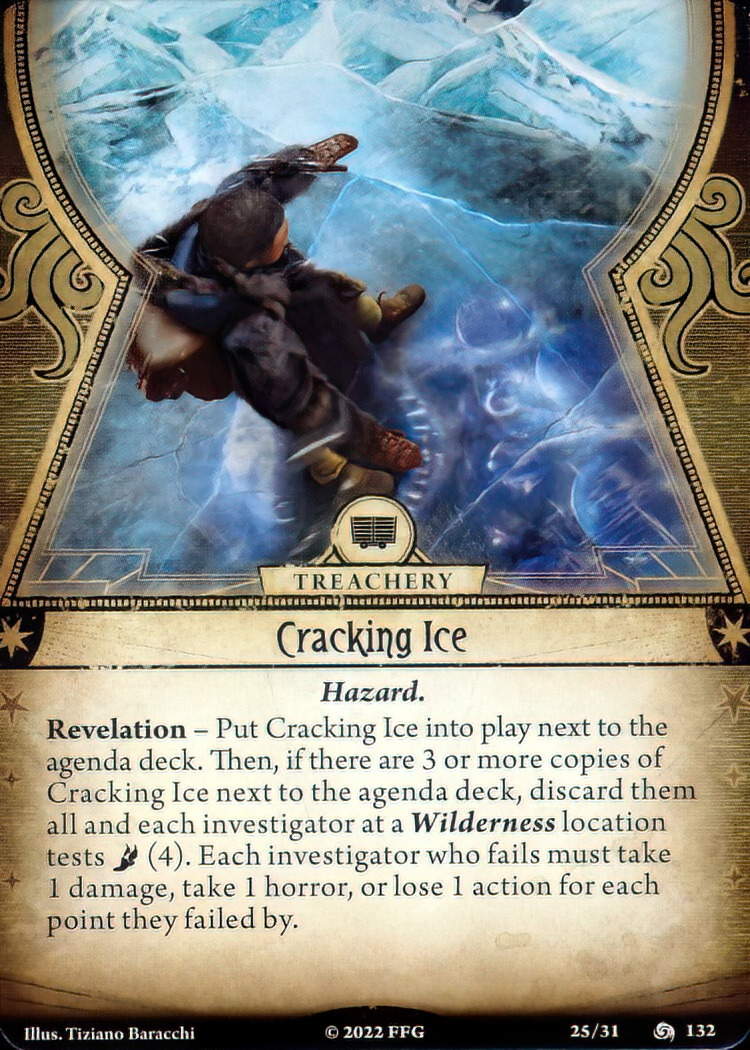 TREACHERY
Cracking Ice
Hazard.
Revelation – Put Cracking Ice into play next to the
agenda deck. Then, if there are 3 or more copies of
Cracking Ice next to the agenda deck, discard them
all and each investigator at a Wilderness location
tests (4). Each investigator who fails must take
1 damage, take 1 horror, or lose 1 action for each
point they failed by.
Illus. Tiziano Baracchi © 2022 FFG 25/31 132